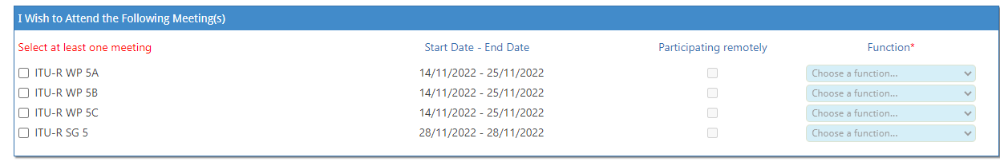 I Wish to Attend the Following Meeting(s)
Select at least one meeting Start Date - End Date Participating remotely Function*
ITU-R WP 5A 14/11/2022 - 25/11/2022 Choose a function...
ITU-R WP 5B 14/11/2022 - 25/11/2022 Choose a function...
ITU-R WP 5C 14/11/2022 - 25/11/2022 Choose a function...
ITU-R SG 5 28/11/2022 - 28/11/2022 Choose a function...